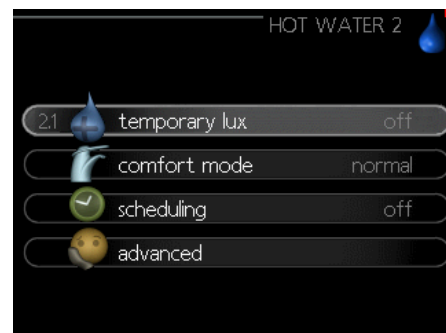 HOT WATER 2
2.1 temporary lux off
comfort mode normal
scheduling off
advanced